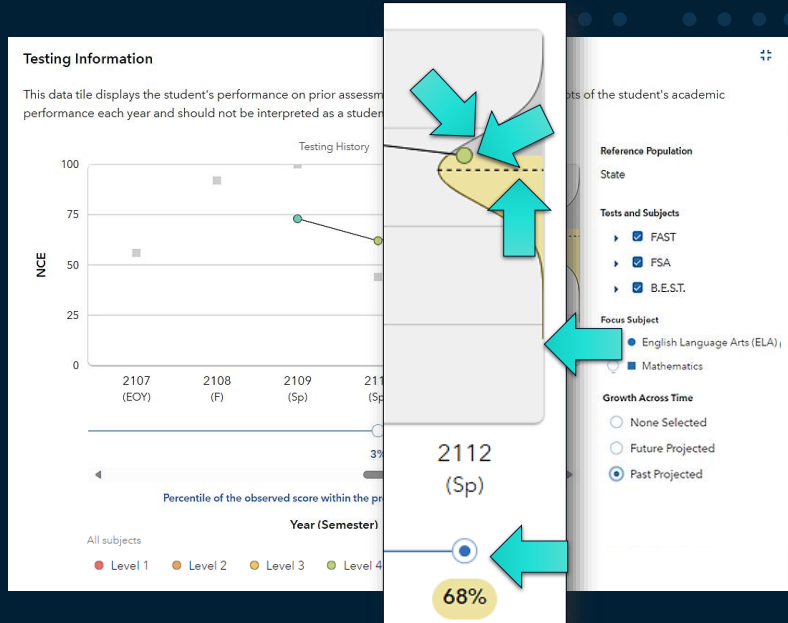 Testing Information
This data tile displays the student's performance on prior assessm
ts of the student's academic
performance each year and should not be interpreted as a studen
Testing History
NCE
100
75
50
25
0
2107
(EOY)
2108
(F)
2109
(Sp)
211
(Sp
3%
Percentile of the observed score within the pr
Year (Semester)
All subjects
Level 1
Level 2
Level 3
Level 4
2112
(Sp)
68%
Reference Population
State
Tests and Subjects
FAST
FSA
B.E.S.T.
Focus Subject
English Language Arts (ELA)
Mathematics
Growth Across Time
None Selected
Future Projected
Past Projected